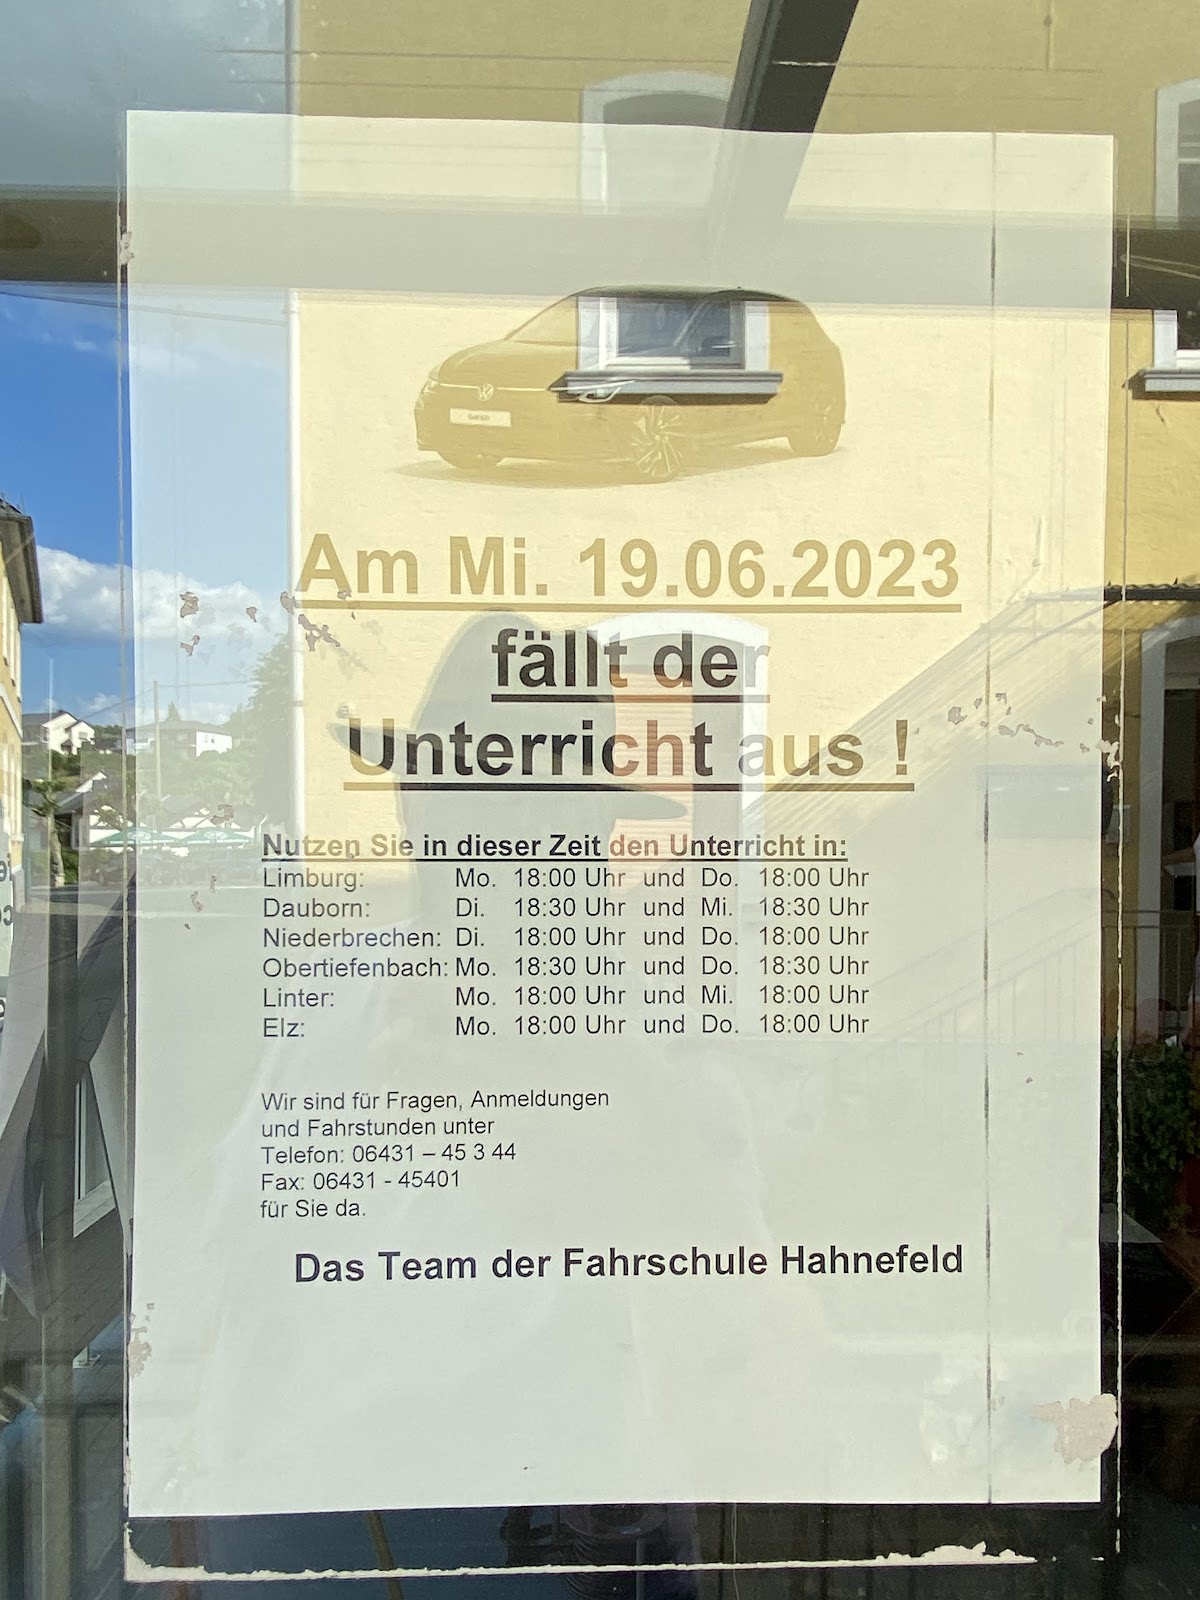 Am Mi. 19.06.2023
fällt der
Unterricht aus !
Nutzen Sie in dieser Zeit den Unterricht in:
Limburg: Mo. 18:00 Uhr und Do. 18:00 Uhr
Dauborn: Di. 18:30 Uhr und Mi. 18:30 Uhr
Niederbrechen: Di. 18:00 Uhr und Do. 18:00 Uhr
Obertiefenbach: Mo. 18:30 Uhr und Do. 18:30 Uhr
Linter: Mo. 18:00 Uhr und Mi. 18:00 Uhr
Elz: Mo. 18:00 Uhr und Do. 18:00 Uhr
Wir sind für Fragen, Anmeldungen
und Fahrstunden unter
Telefon: 06431 – 45 3 44
Fax: 06431 - 45401
für Sie da.
Das Team der Fahrschule Hahnefeld